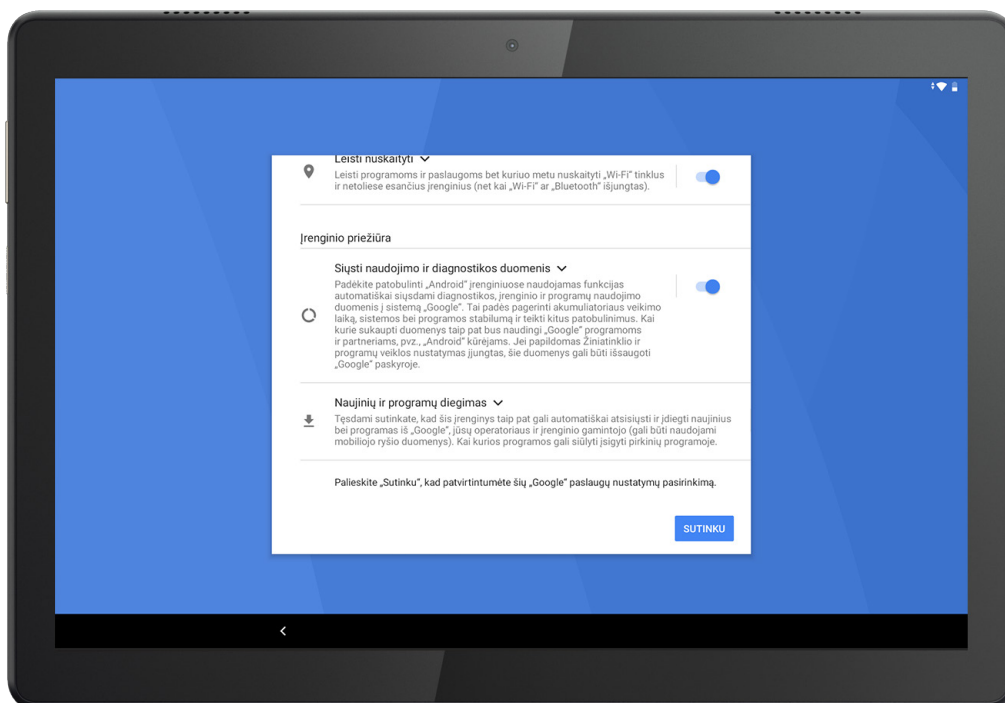 Leisti nuskaityti
Leisti programoms ir paslaugoms bet kuriuo metu nuskaityti „Wi-Fi“ tinklus
ir netoliese esančius įrenginius (net kai „Wi-Fi“ ar „Bluetooth“ išjungtas).
Įrenginio priežiūra
Siųsti naudojimo ir diagnostikos duomenis
Padėkite patobulinti „Android“ įrenginiuose naudojamas funkcijas
automatiškai siųsdami diagnostikos, įrenginio ir programų naudojimo
duomenis į sistemą „Google“. Tai padės pagerinti akumuliatoriaus veikimo
laiką, sistemos bei programos stabilumą ir teikti kitus patobulinimus. Kai
kurie sukaupti duomenys taip pat bus naudingi „Google“ programoms
ir partneriams, pvz., „Android“ kūrėjams. Jei papildomas Žiniatinklio ir
programų veiklos nustatymas įjungtas, šie duomenys gali būti išsaugoti
„Google“ paskyroje.
Naujinių ir programų diegimas
Tęsdami sutinkate, kad šis įrenginys taip pat gali automatiškai atsisiųsti ir įdiegti naujinius
bei programas iš „Google“, jūsų operatoriaus ir įrenginio gamintojo (gali būti naudojami
mobiliojo ryšio duomenys). Kai kurios programos gali siūlyti įsigyti pirkinių programoje.
Palieskite „Sutinku“, kad patvirtintumėte šių „Google“ paslaugų nustatymų pasirinkimą.
SUTINKU